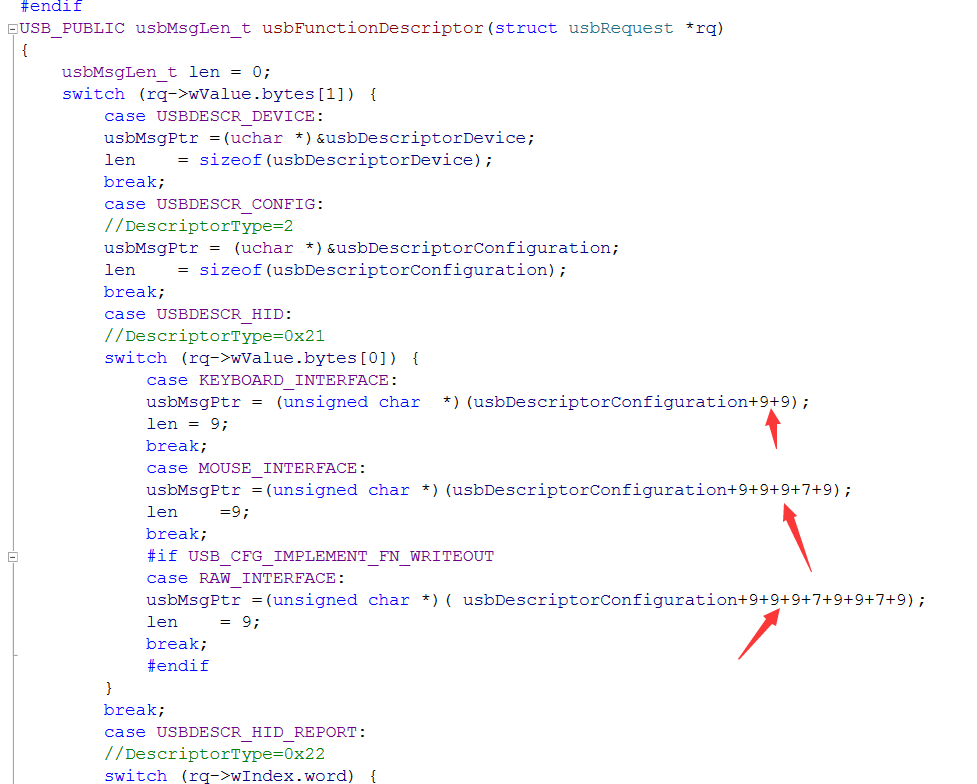 #endif
USB_PUBLIC usbMsgLen_t usbFunctionDescriptor(struct usbRequest *rq)
{
    usbMsgLen_t len = 0;
    switch (rq->wValue.bytes[1]) {
        case USBDESCR_DEVICE:
        usbMsgPtr =(uchar *)&usbDescriptorDevice;
        len    = sizeof(usbDescriptorDevice);
        break;
        case USBDESCR_CONFIG:
        //DescriptorType=2
        usbMsgPtr = (uchar *)&usbDescriptorConfiguration;
        len    = sizeof(usbDescriptorConfiguration);
        break;
        case USBDESCR_HID:
        //DescriptorType=0x21
        switch (rq->wValue.bytes[0]) {
            case KEYBOARD_INTERFACE:
            usbMsgPtr = (unsigned char  *)(usbDescriptorConfiguration+9+9);
            len = 9;
            break;
            case MOUSE_INTERFACE:
            usbMsgPtr =(unsigned char *)(usbDescriptorConfiguration+9+9+9+7+9);
            len    =9;
            break;
            #if USB_CFG_IMPLEMENT_FN_WRITEOUT
            case RAW_INTERFACE:
            usbMsgPtr =(unsigned char *)( usbDescriptorConfiguration+9+9+9+7+9+9+7+9);
            len    = 9;
            break;
            #endif
        }
        break;
        case USBDESCR_HID_REPORT:
        //DescriptorType=0x22
        switch (rq->wIndex.word) {